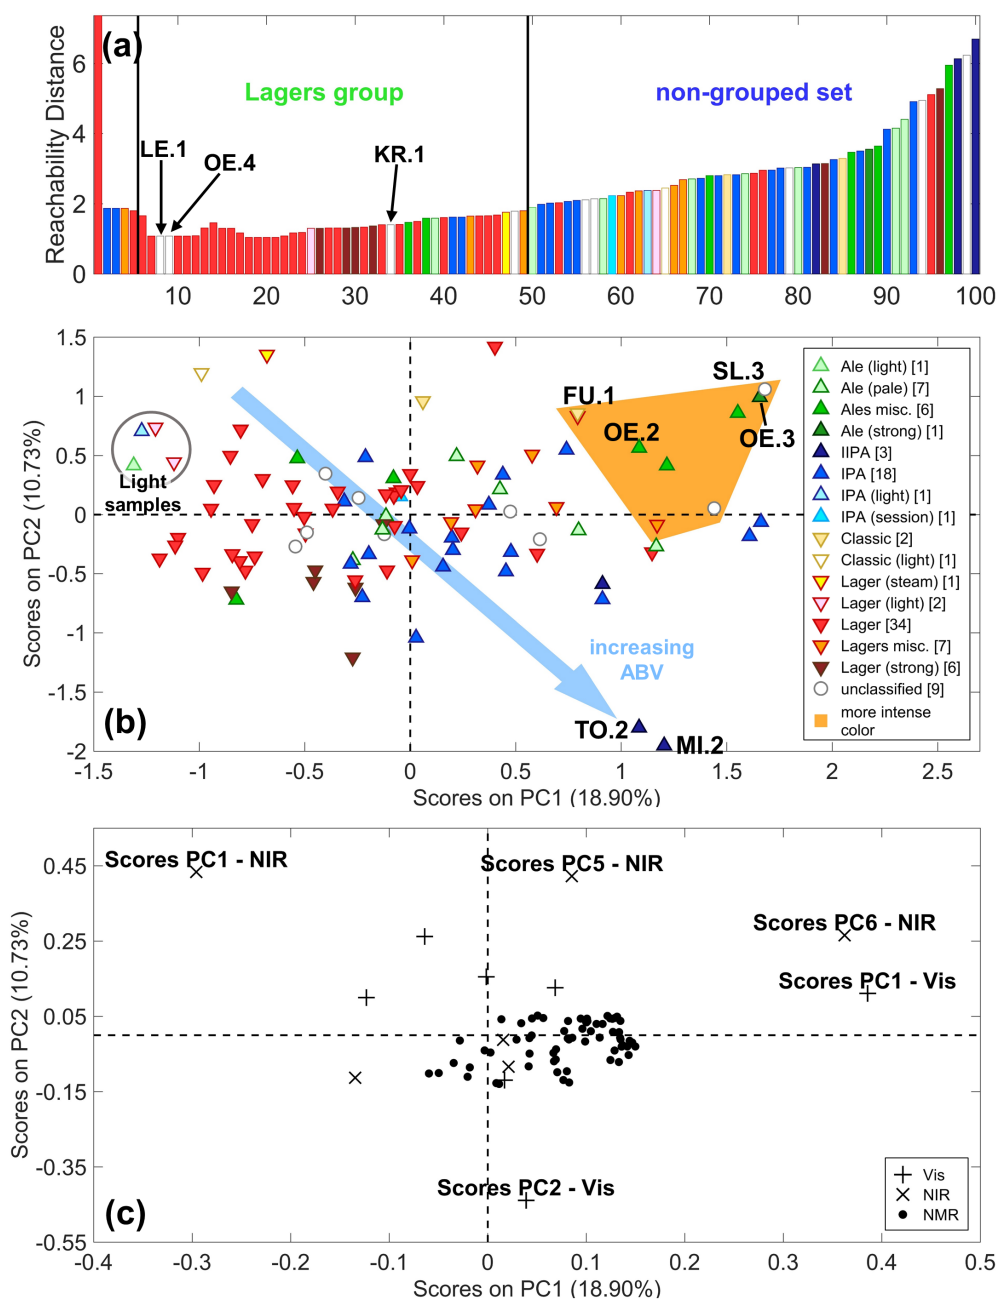 (a)
Reachability Distance
6
4
2
0
Lagers group
non-grouped set
LE.1
OE.4
KR.1
10 20 30 40 50 60 70 80 90 100
(b)
Scores on PC2 (10.73%)
1.5
1
0.5
0
-0.5
-1
-1.5
-2
Light
samples
FU.1
SL.3
OE.2
OE.3
increasing
ABV
TO.2
MI.2
Ale (light) [1]
Ale (pale) [7]
Ales misc. [6]
Ale (strong) [1]
IIPA [3]
IPA [18]
IPA (light) [1]
IPA (session) [1]
Classic [2]
Classic (light) [1]
Lager (steam) [1]
Lager (light) [2]
Lager [34]
Lagers misc. [7]
Lager (strong) [6]
unclassified [9]
more intense
color
-1.5 -1 -0.5 0 0.5 1 1.5 2 2.5
Scores on PC1 (18.90%)
(c)
Scores on PC2 (10.73%)
0.45
0.25
0.05
-0.15
-0.35
-0.55
Scores PC1 - NIR
Scores PC5 - NIR
Scores PC6 - NIR
Scores PC1 - Vis
Scores PC2 - Vis
Vis
NIR
NMR
-0.4 -0.3 -0.2 -0.1 0 0.1 0.2 0.3 0.4 0.5
Scores on PC1 (18.90%)